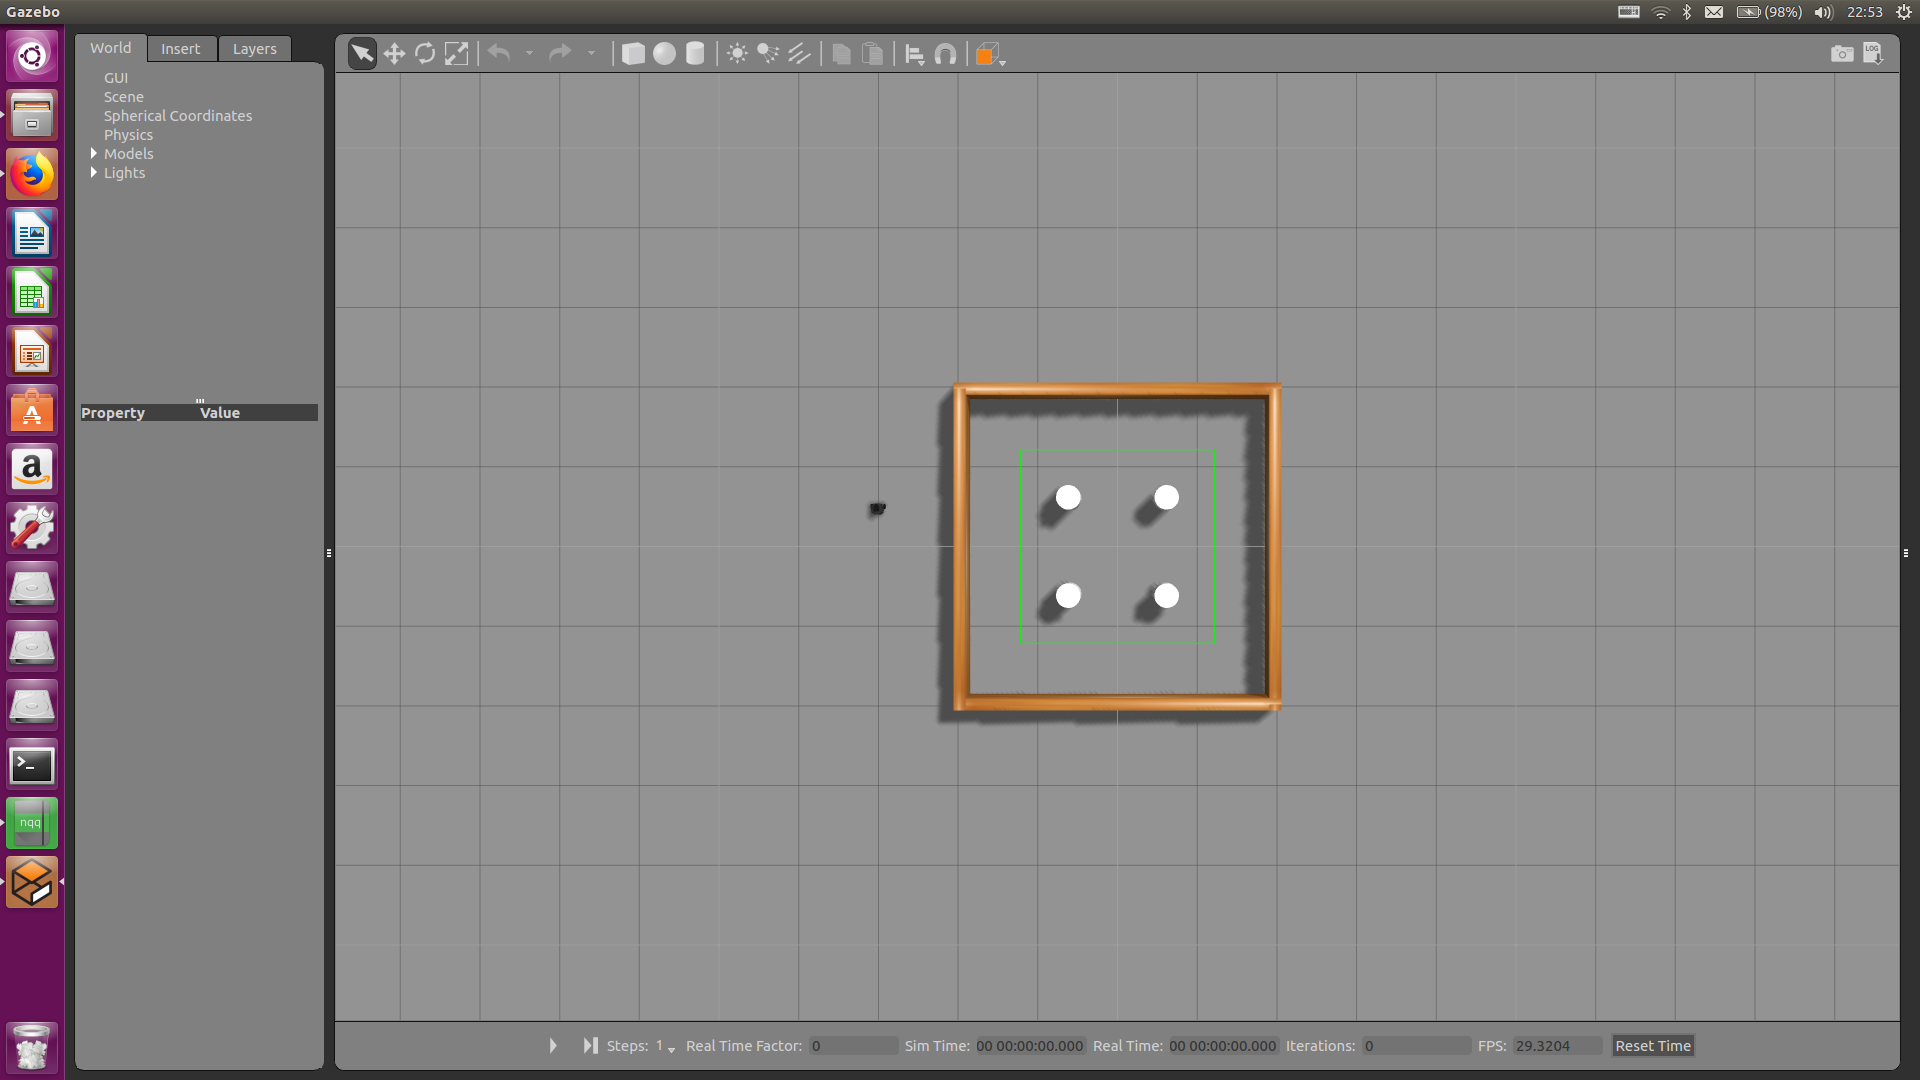 Gazebo
(98%)
22:53
World Insert Layers
LOG
GUI
Scene
Spherical Coordinates
Physics
Models
Lights
Property Value
A
a
nqq
>_
Steps: 1 Real Time Factor: 0 Sim Time: 00 00:00:00.000 Real Time: 00 00:00:00.000 Iterations: 0 FPS: 29.3204 Reset Time